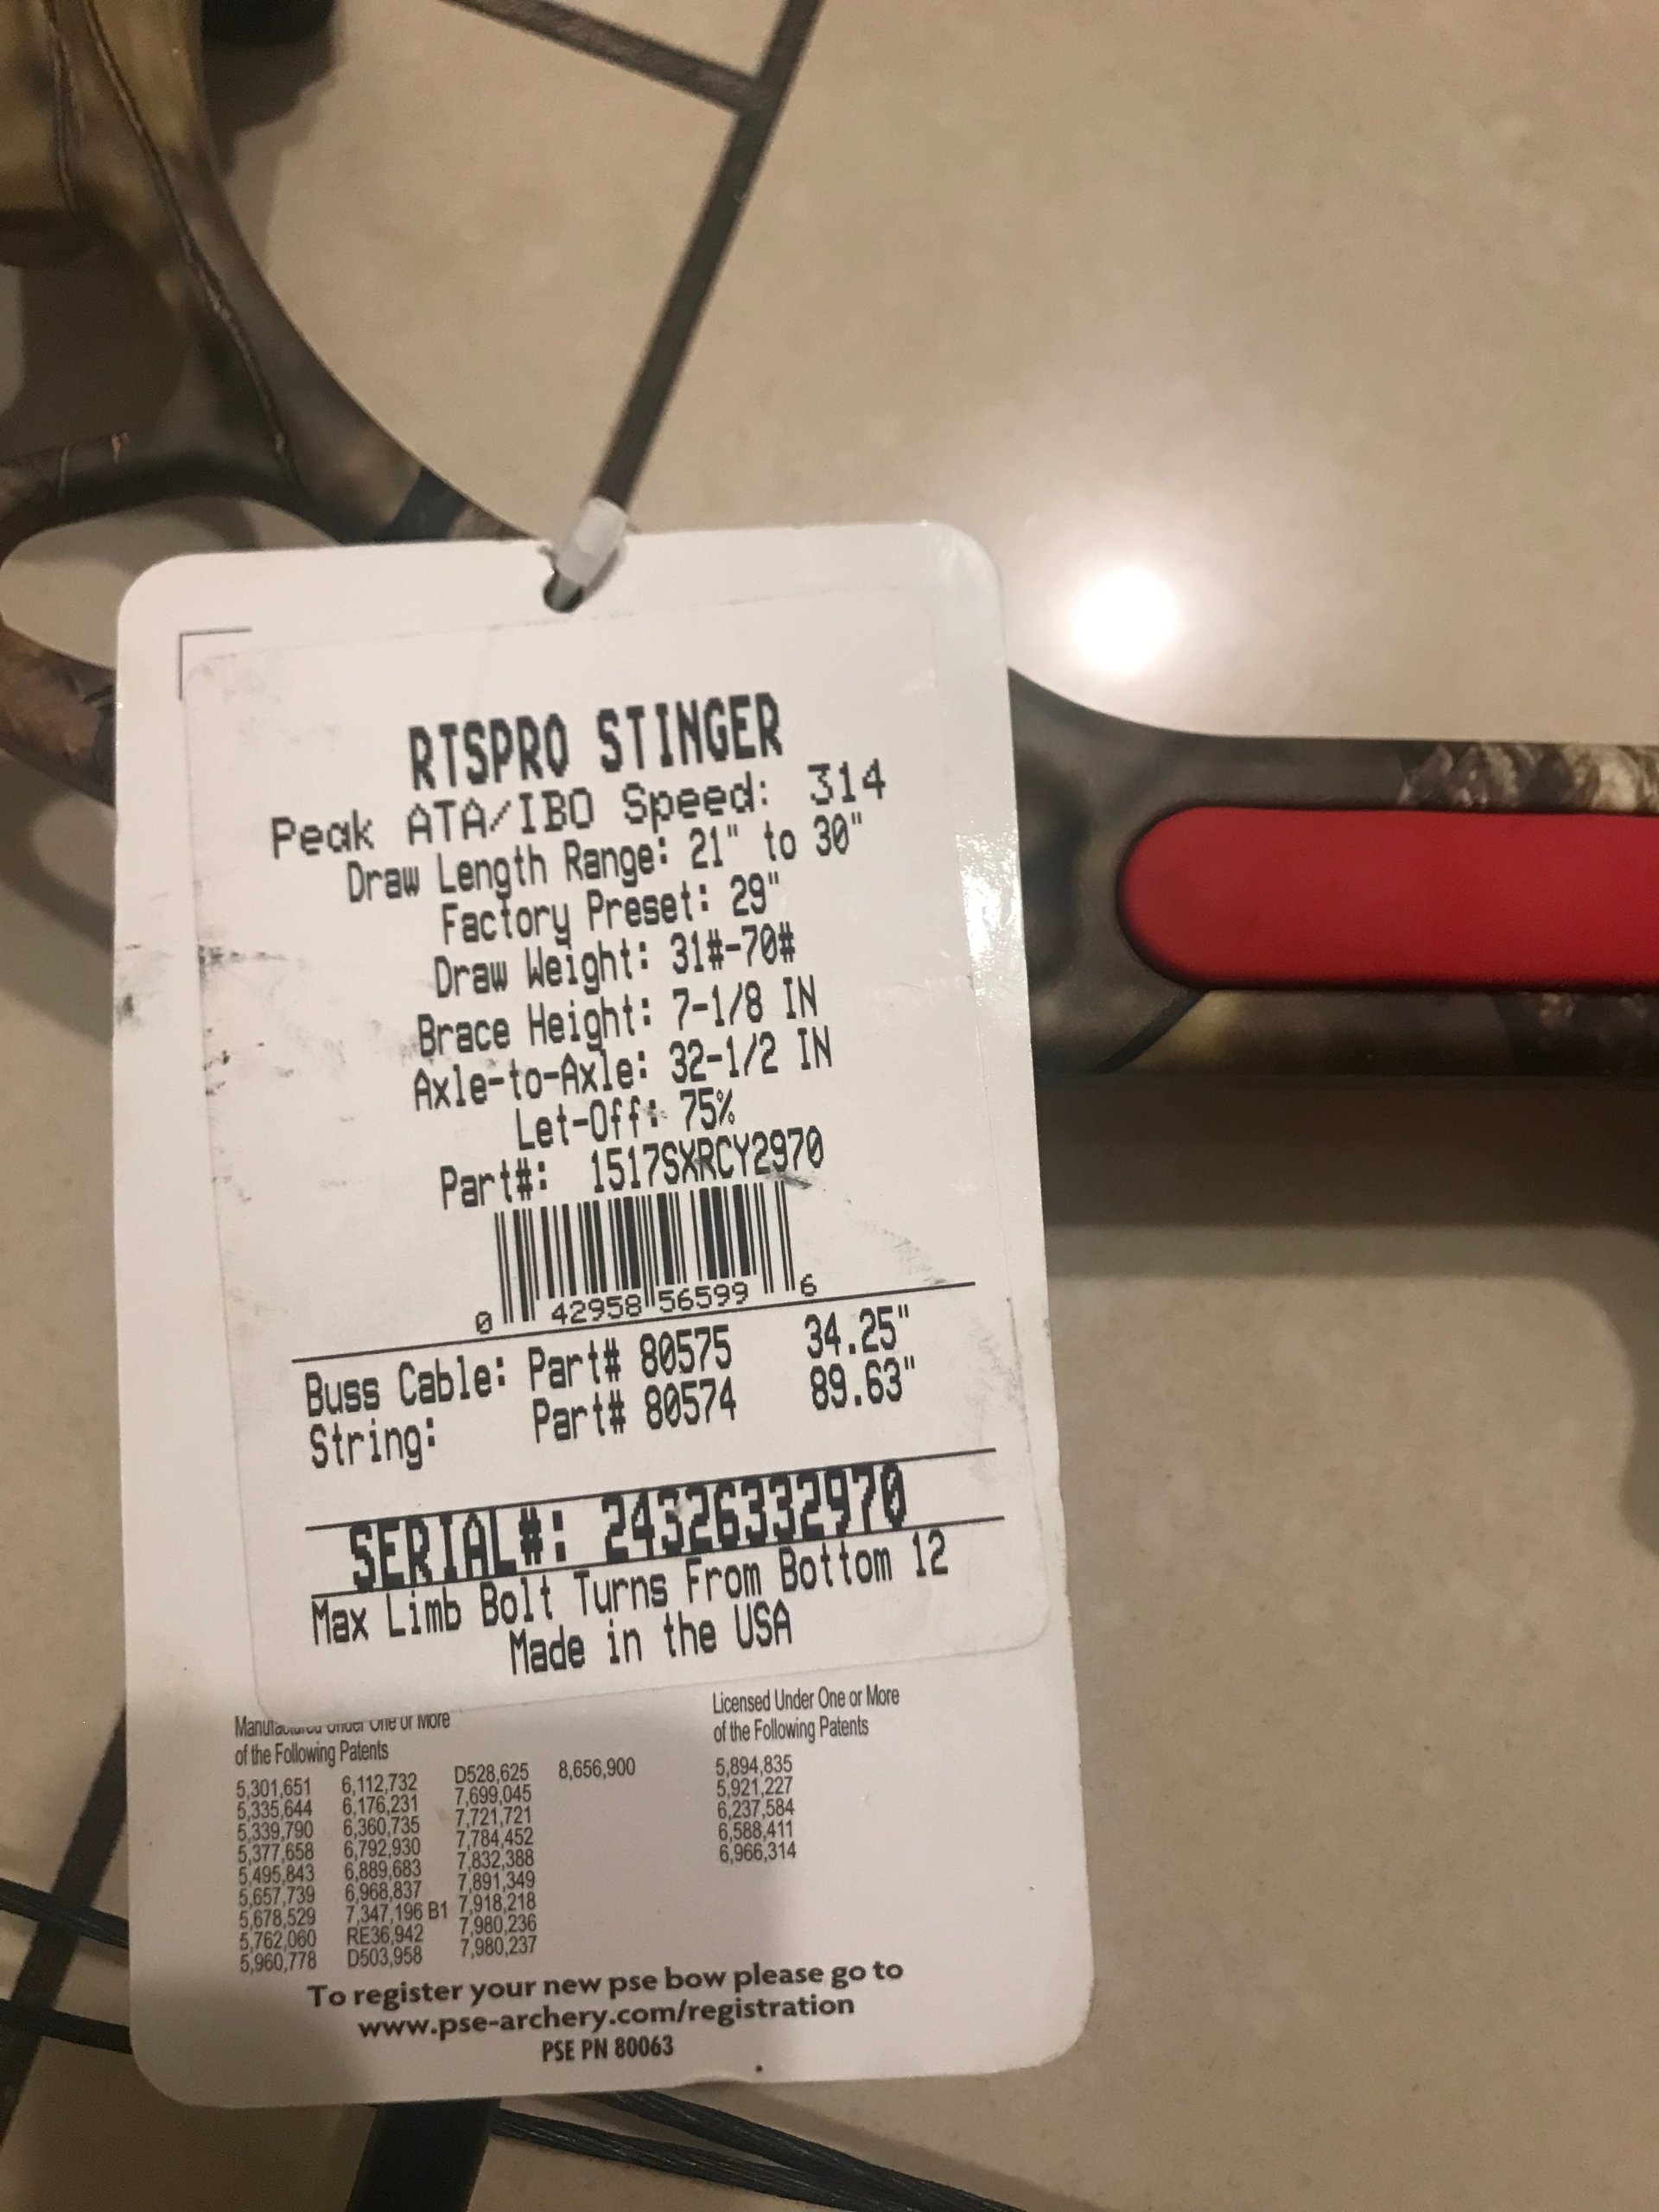 RTSPRO STINGER
Peak ATA/IBO Speed: 314
Draw Length Range: 21" to 30"
Factory Preset: 29"
Draw Weight: 31#-70#
Brace Height: 7-1/8 IN
Axle-to-Axle: 32-1/2 IN
Let-Off: 75%
Part#: 1517SXRCY2970
0 42958 56599 6
Buss Cable: Part# 80575 34.25"
String: Part# 80574 89.63"
SERIAL#: 24326332970
Max Limb Bolt Turns From Bottom 12
Made in the USA
Manufactured Under One or More
of the Following Patents
5,301,651 6,112,732 D528,625 8,656,900
5,335,644 6,176,231 7,699,045
5,339,790 6,360,735 7,721,721
5,377,658 6,792,930 7,784,452
5,495,843 6,889,683 7,832,388
5,657,739 6,968,837 7,891,349
5,678,529 7,347,196 B1 7,918,218
5,762,060 RE36,942 7,980,236
5,960,778 D503,958 7,980,237
Licensed Under One or More
of the Following Patents
5,894,835
5,921,227
6,237,584
6,588,411
6,966,314
To register your new pse bow please go to
www.pse-archery.com/registration
PSE PN 80063